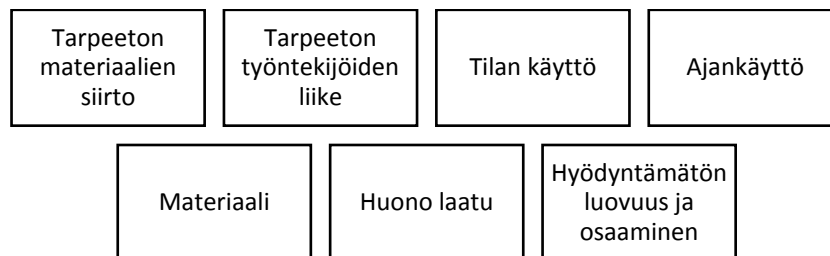 Tarpeeton
materiaalien
siirto
Tarpeeton
työntekijöiden
liike
Tilan käyttö
Ajankäyttö
Materiaali
Huono laatu
Hyödyntämätön
luovuus ja
osaaminen